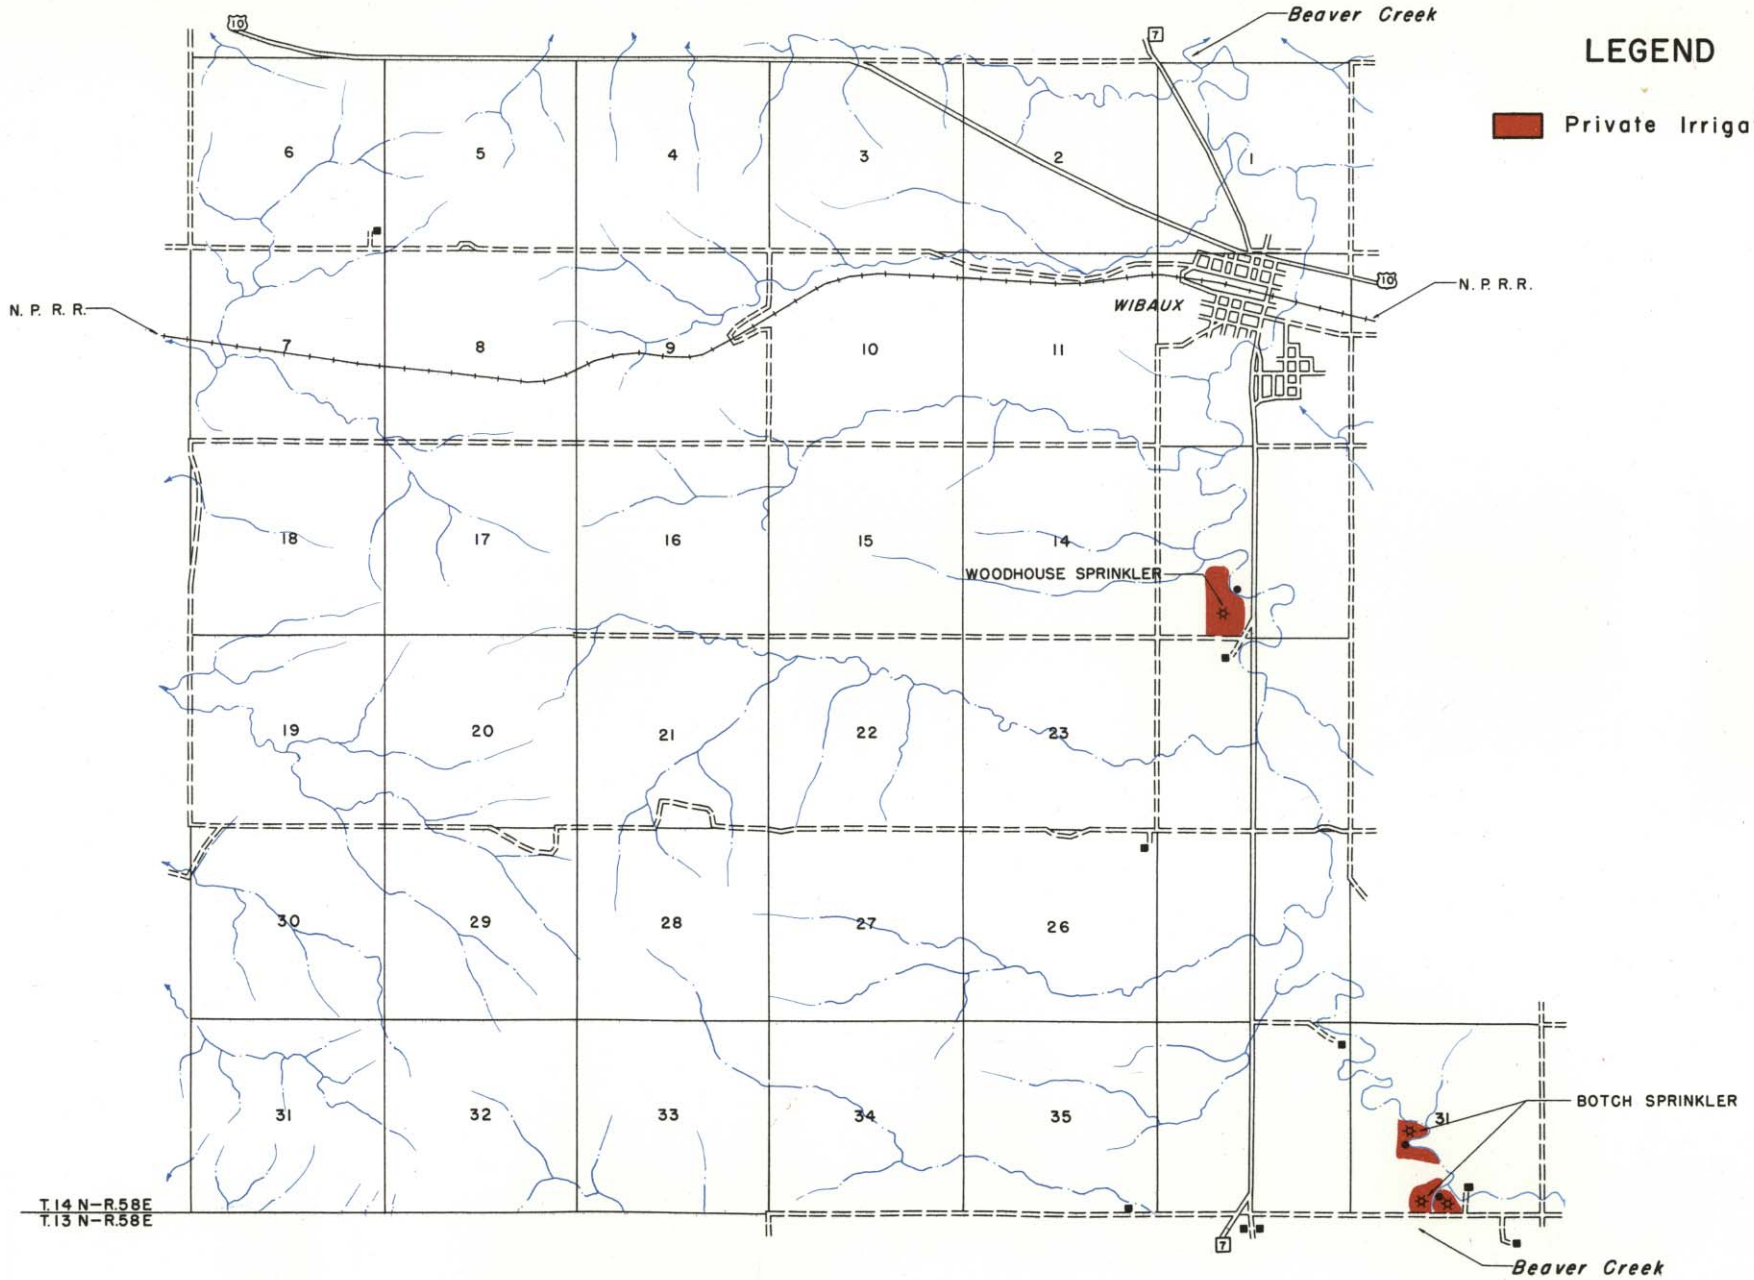 Beaver Creek
10
7
LEGEND
Private Irriga
6 5 4 3 2 1
10
N. P. R. R.
N. P. R. R.
WIBAUX
7 8 9 10 11
18 17 16 15 14
WOODHOUSE SPRINKLER
19 20 21 22 23
30 29 28 27 26
31 32 33 34 35 31
BOTCH SPRINKLER
T.14 N-R.58E
T.13 N-R.58E
7
Beaver Creek